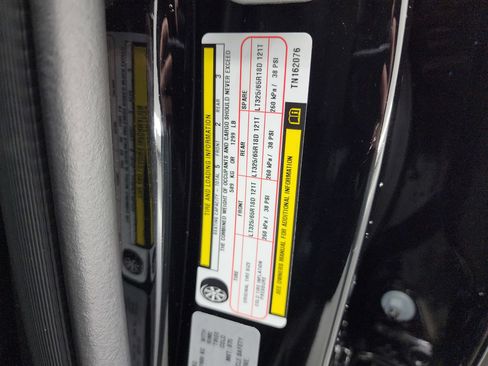 TIRE AND LOADING INFORMATION
SEATING CAPACITY - TOTAL 5 FRONT 2 REAR 3
THE COMBINED WEIGHT OF OCCUPANTS AND CARGO SHOULD NEVER EXCEED
589 KG OR 1299 LB
TIRE FRONT REAR SPARE
ORIGINAL TIRE SIZE LT325/65R18D 121T LT325/65R18D 121T LT325/65R18D 121T
COLD TIRE INFLATION PRESSURE 260 kPa / 38 PSI 260 kPa / 38 PSI 260 kPa / 38 PSI
SEE OWNERS MANUAL FOR ADDITIONAL INFORMATION
TN162076